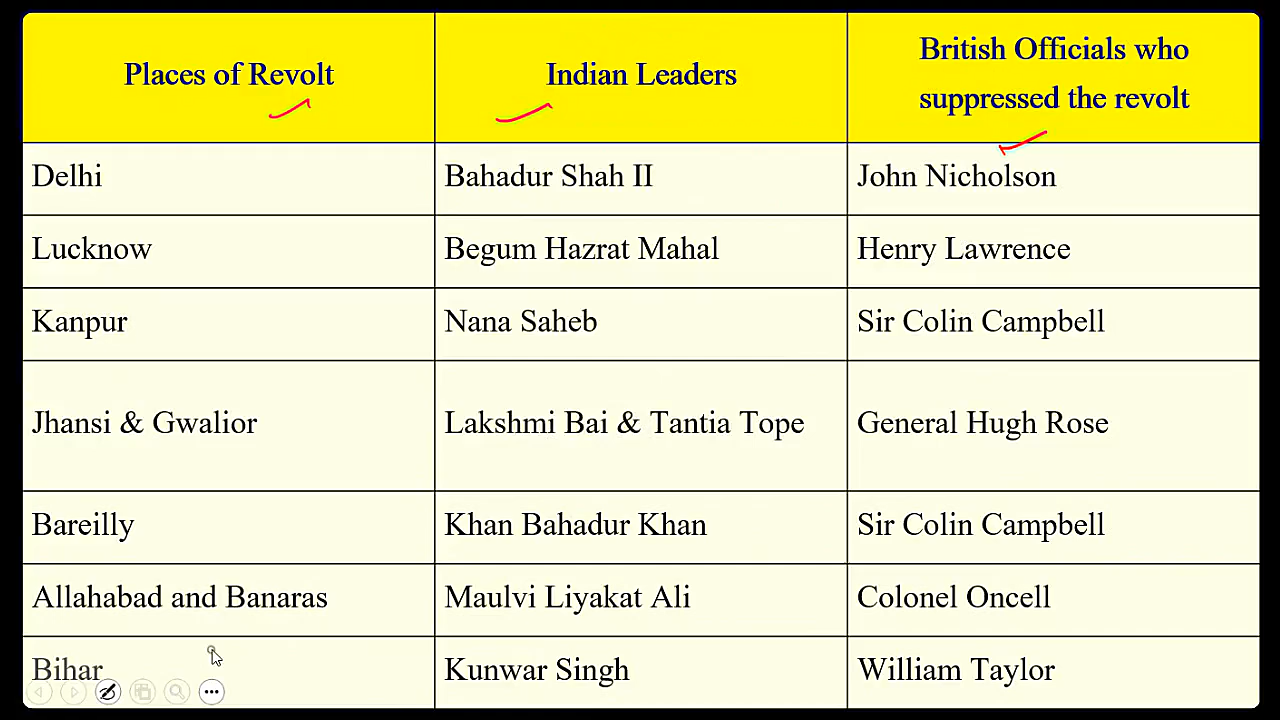 Places of Revolt
Indian Leaders
British Officials who
suppressed the revolt
Delhi
Bahadur Shah II
John Nicholson
Lucknow
Begum Hazrat Mahal
Henry Lawrence
Kanpur
Nana Saheb
Sir Colin Campbell
Jhansi & Gwalior
Lakshmi Bai & Tantia Tope
General Hugh Rose
Bareilly
Khan Bahadur Khan
Sir Colin Campbell
Allahabad and Banaras
Maulvi Liyakat Ali
Colonel Oncell
Bihar
Kunwar Singh
William Taylor